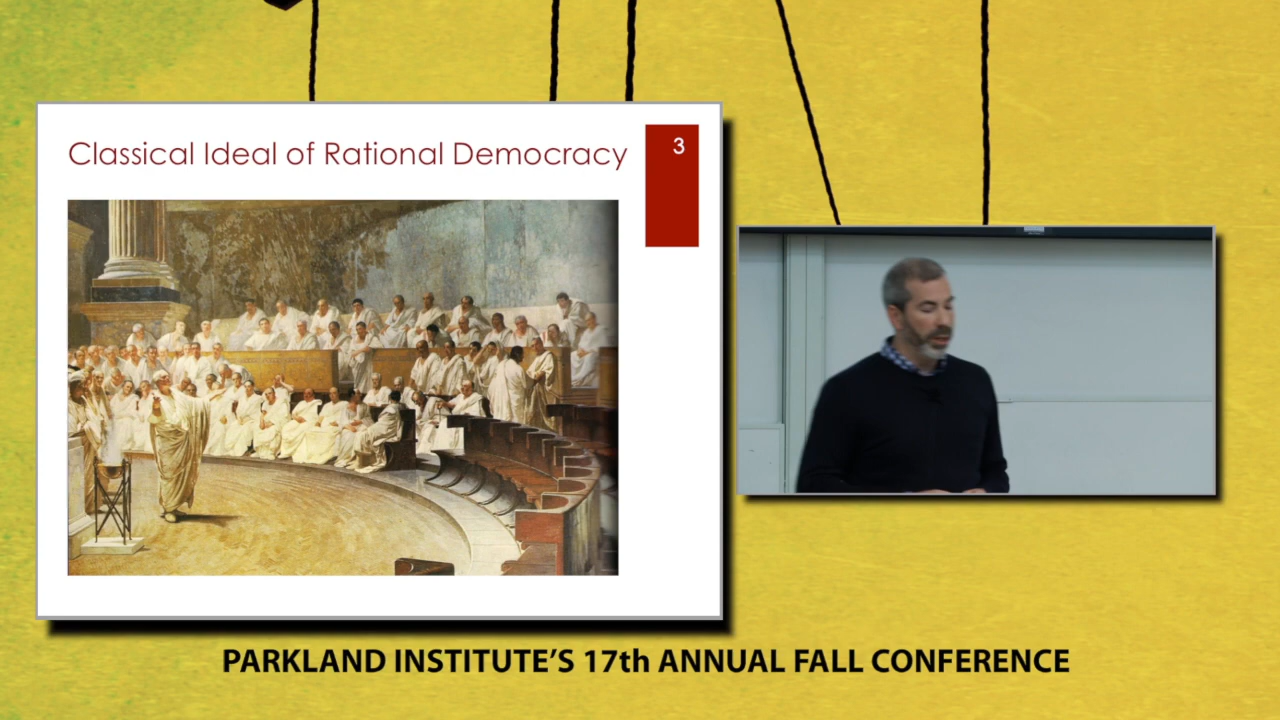 Classical Ideal of Rational Democracy
3
PARKLAND INSTITUTE’S 17th ANNUAL FALL CONFERENCE